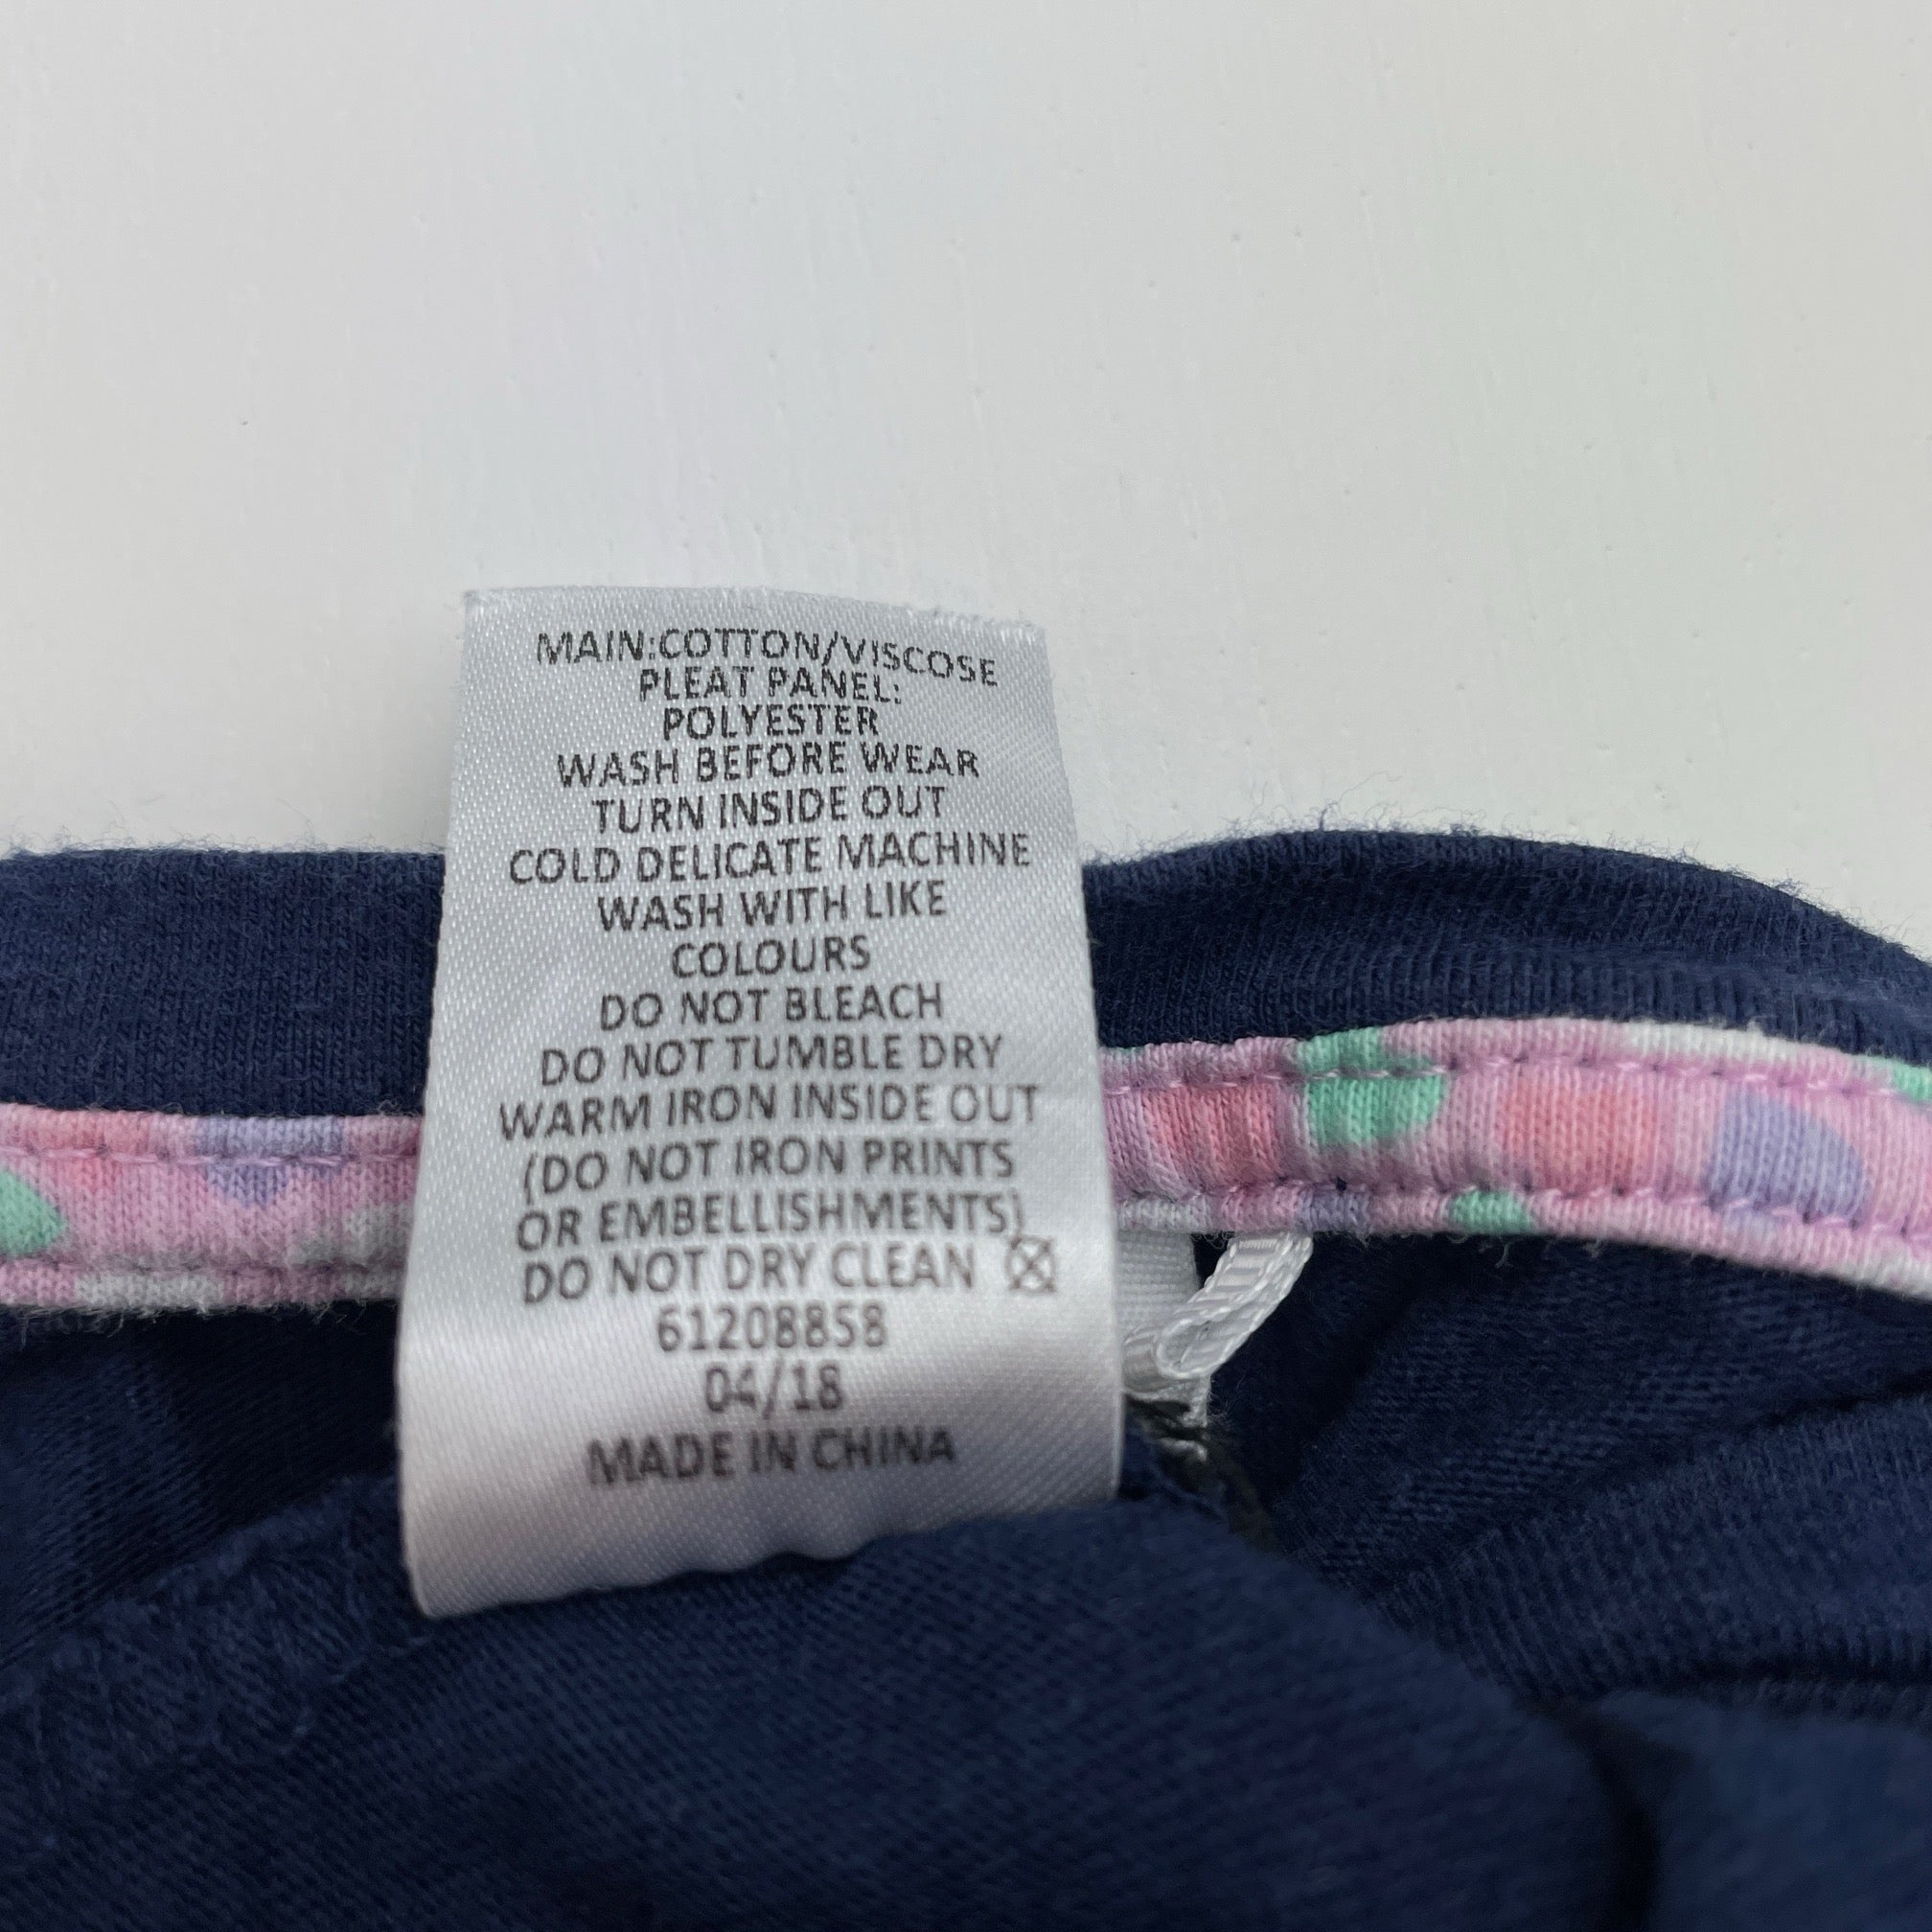 MAIN:COTTON/VISCOSE
PLEAT PANEL:
POLYESTER
WASH BEFORE WEAR
TURN INSIDE OUT
COLD DELICATE MACHINE
WASH WITH LIKE
COLOURS
DO NOT BLEACH
DO NOT TUMBLE DRY
WARM IRON INSIDE OUT
(DO NOT IRON PRINTS
OR EMBELLISHMENTS)
DO NOT DRY CLEAN
61208858
04/18
MADE IN CHINA